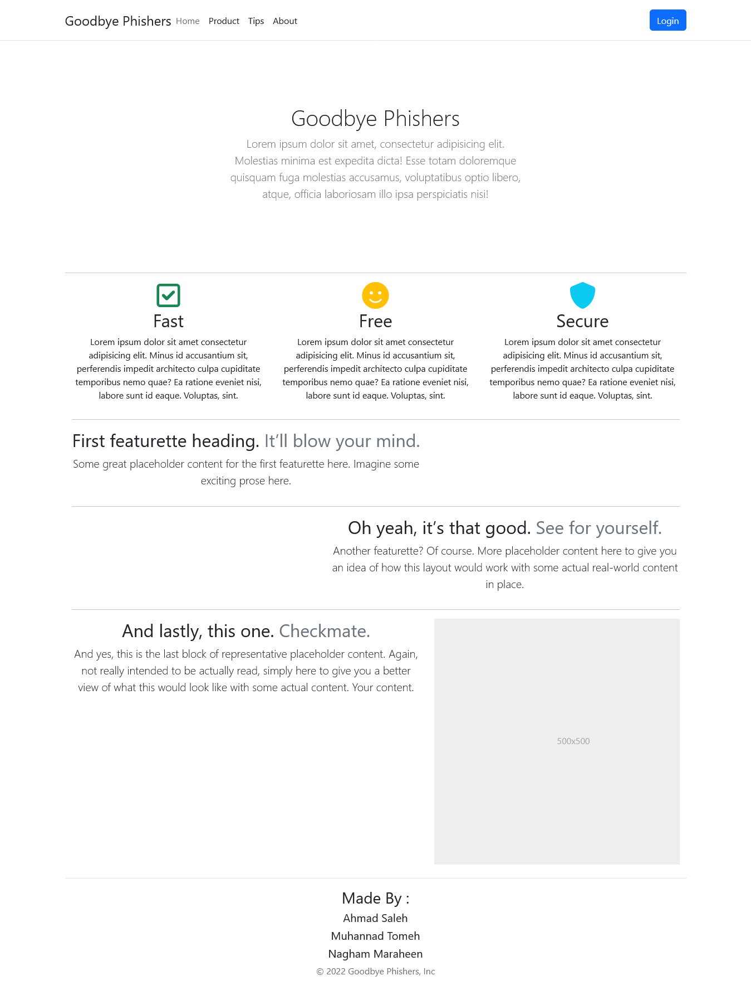 Goodbye Phishers Home Product Tips About Login
Goodbye Phishers
Lorem ipsum dolor sit amet, consectetur adipisicing elit.
Molestias minima est expedita dicta! Esse totam doloremque
quisquam fuga molestias accusamus, voluptatibus optio libero,
atque, officia laboriosam illo ipsa perspiciatis nisi!
Fast
Lorem ipsum dolor sit amet consectetur
adipisicing elit. Minus id accusantium sit,
perferendis impedit architecto culpa cupiditate
temporibus nemo quae? Ea ratione eveniet nisi,
labore sunt id eaque. Voluptas, sint.
Free
Lorem ipsum dolor sit amet consectetur
adipisicing elit. Minus id accusantium sit,
perferendis impedit architecto culpa cupiditate
temporibus nemo quae? Ea ratione eveniet nisi,
labore sunt id eaque. Voluptas, sint.
Secure
Lorem ipsum dolor sit amet consectetur
adipisicing elit. Minus id accusantium sit,
perferendis impedit architecto culpa cupiditate
temporibus nemo quae? Ea ratione eveniet nisi,
labore sunt id eaque. Voluptas, sint.
First featurette heading. It’ll blow your mind.
Some great placeholder content for the first featurette here. Imagine some
exciting prose here.
Oh yeah, it’s that good. See for yourself.
Another featurette? Of course. More placeholder content here to give you
an idea of how this layout would work with some actual real-world content
in place.
And lastly, this one. Checkmate.
And yes, this is the last block of representative placeholder content. Again,
not really intended to be actually read, simply here to give you a better
view of what this would look like with some actual content. Your content.
500x500
Made By :
Ahmad Saleh
Muhannad Tomeh
Nagham Maraheen
© 2022 Goodbye Phishers, Inc